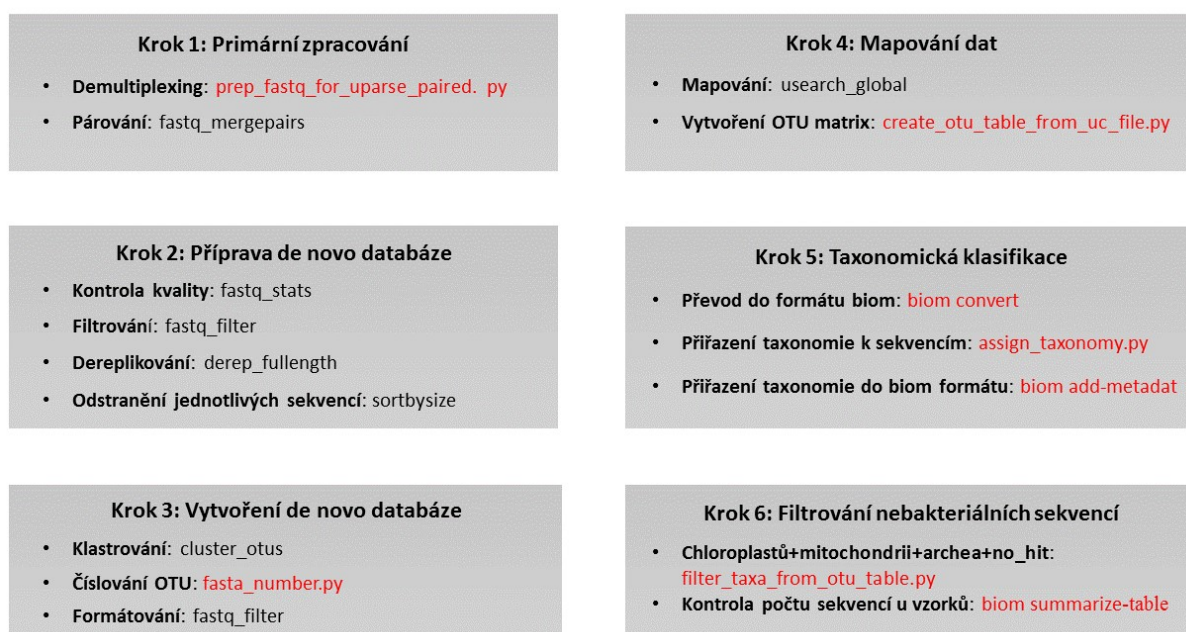 Krok 1: Primární zpracování
• Demultiplexing: prep_fastq_for_uparse_paired. py
• Párování: fastq_mergepairs
Krok 2: Příprava de novo databáze
• Kontrola kvality: fastq_stats
• Filtrování: fastq_filter
• Dereplikování: derep_fullength
• Odstranění jednotlivých sekvencí: sortbysize
Krok 3: Vytvoření de novo databáze
• Klastrování: cluster_otus
• Číslování OTU: fasta_number.py
• Formátování: fastq_filter
Krok 4: Mapování dat
• Mapování: usearch_global
• Vytvoření OTU matrix: create_otu_table_from_uc_file.py
Krok 5: Taxonomická klasifikace
• Převod do formátu biom: biom convert
• Přiřazení taxonomie k sekvencím: assign_taxonomy.py
• Přiřazení taxonomie do biom formátu: biom add-metadat
Krok 6: Filtrování nebakteriálních sekvencí
• Chloroplastů+mitochondrii+archea+no_hit:
filter_taxa_from_otu_table.py
• Kontrola počtu sekvencí u vzorků: biom summarize-table